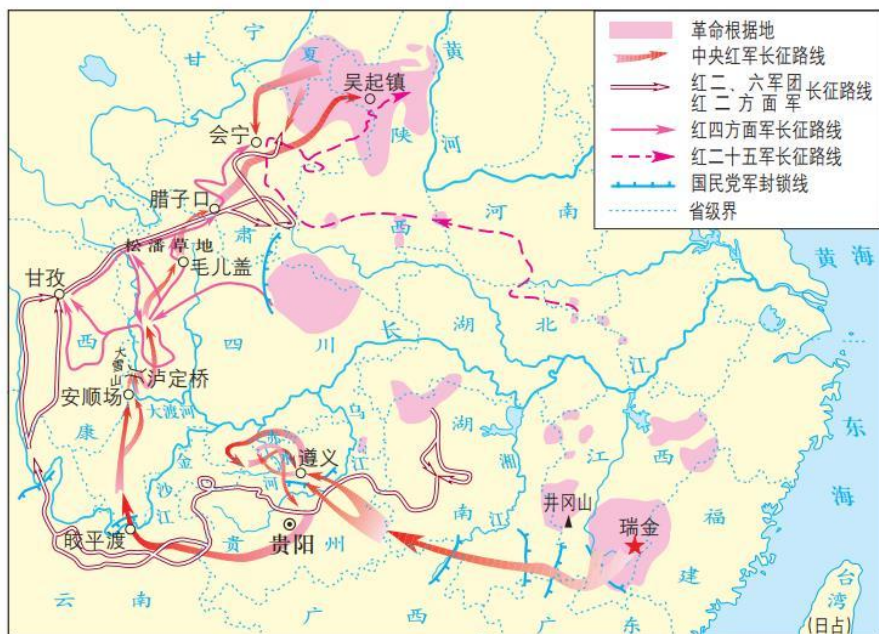 革命根据地
中央红军长征路线
红二、六军团
红二方面军
长征路线
红四方面军长征路线
红二十五军长征路线
国民党军封锁线
省级界
甘
宁
夏
黄
吴起镇
会宁
陕
河
腊子口
肃
西
河
南
松潘草地
毛儿盖
甘孜
黄
海
西
四
川
长
湖
北
江
大雪山
泸定桥
安顺场
大渡河
康
金
沙
江
赤
水
河
乌
江
遵义
湖
湘
江
江
西
东
海
井冈山
瑞金
福
皎平渡
贵
贵阳
州
南
建
云
南
广
西
广
东
台
湾
(日占)